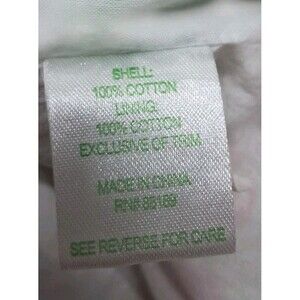 SHELL:
100% COTTON
LINING:
100% COTTON
EXCLUSIVE OF TRIM
MADE IN CHINA
RN#
SEE REVERSE FOR CARE